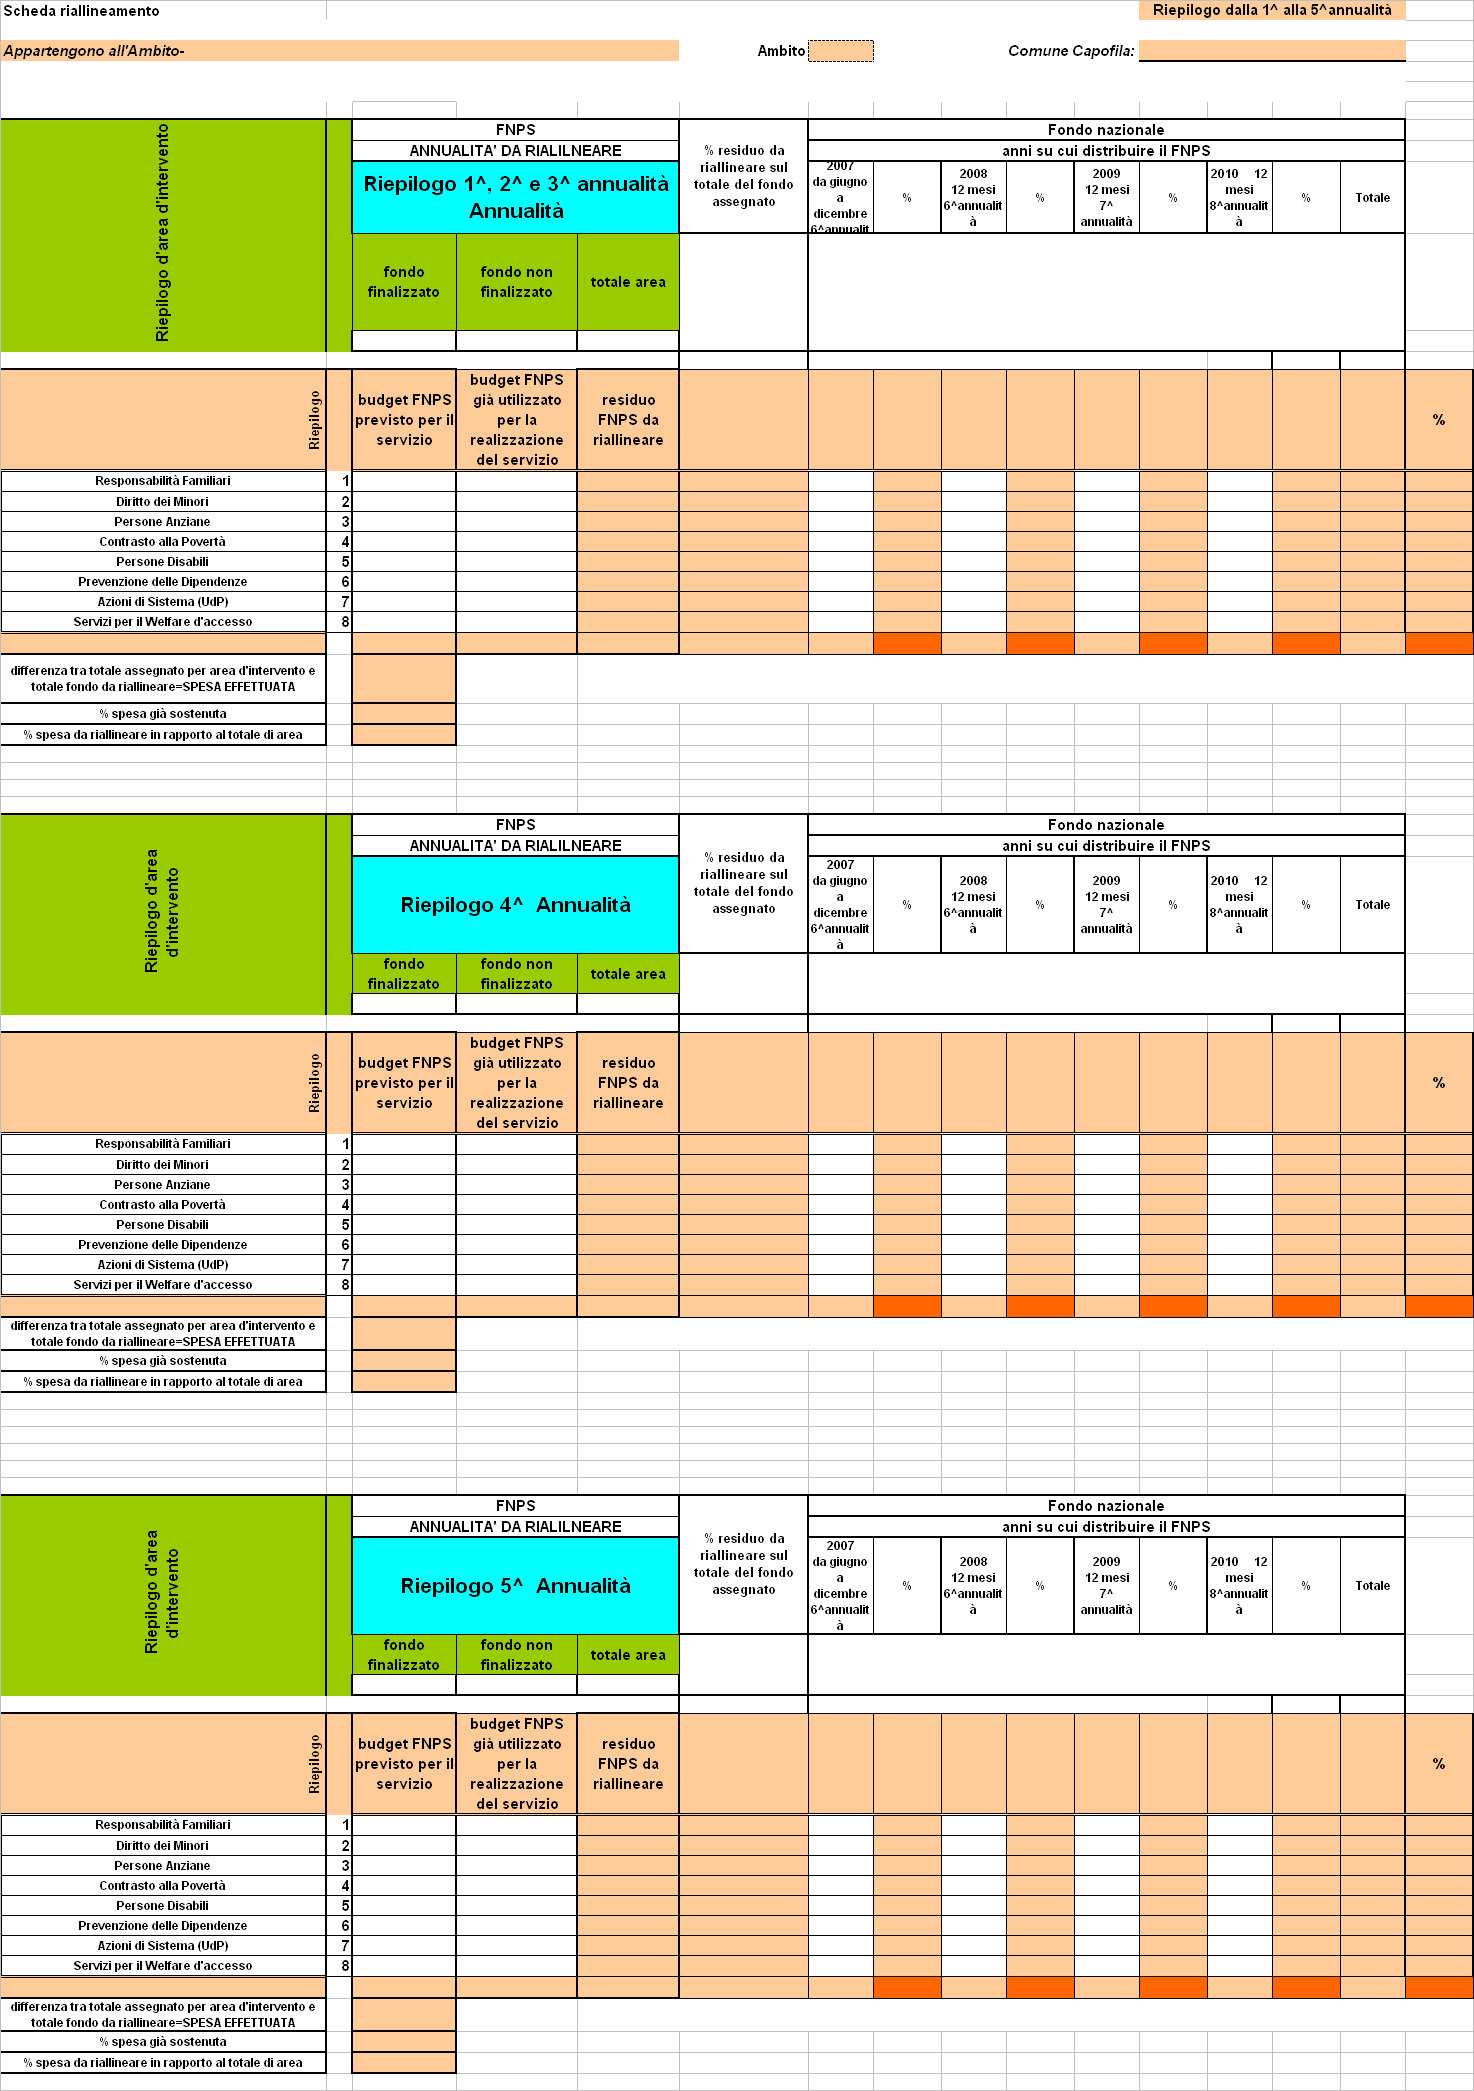 Scheda riallineamento
Riepilogo dalla 1^ alla 5^annualità
Appartengono all'Ambito-
Ambito
Comune Capofila:
Riepilogo d'area d'intervento
FNPS
ANNUALITA' DA RIALILNEARE
Riepilogo 1^, 2^ e 3^ annualità
Annualità
fondo
finalizzato
fondo non
finalizzato
totale area
% residuo da
riallineare sul
totale del fondo
assegnato
Fondo nazionale
anni su cui distribuire il FNPS
2007
da giugno
a
dicembre
6^annualit
%
2008
12 mesi
6^annualit
à
%
2009
12 mesi
7^
annualità
%
2010 12
mesi
8^annualit
à
%
Totale
Riepilogo
budget FNPS
previsto per il
servizio
budget FNPS
già utilizzato
per la
realizzazione
del servizio
residuo
FNPS da
riallineare
%
Responsabilità Familiari 1
Diritto dei Minori 2
Persone Anziane 3
Contrasto alla Povertà 4
Persone Disabili 5
Prevenzione delle Dipendenze 6
Azioni di Sistema (UdP) 7
Servizi per il Welfare d'accesso 8
differenza tra totale assegnato per area d'intervento e
totale fondo da riallineare=SPESA EFFETTUATA
% spesa già sostenuta
% spesa da riallineare in rapporto al totale di area
Riepilogo d'area
d'intervento
FNPS
ANNUALITA' DA RIALILNEARE
Riepilogo 4^ Annualità
fondo
finalizzato
fondo non
finalizzato
totale area
% residuo da
riallineare sul
totale del fondo
assegnato
Fondo nazionale
anni su cui distribuire il FNPS
2007
da giugno
a
dicembre
6^annualit
à
%
2008
12 mesi
6^annualit
à
%
2009
12 mesi
7^
annualità
%
2010 12
mesi
8^annualit
à
%
Totale
Riepilogo
budget FNPS
previsto per il
servizio
budget FNPS
già utilizzato
per la
realizzazione
del servizio
residuo
FNPS da
riallineare
%
Responsabilità Familiari 1
Diritto dei Minori 2
Persone Anziane 3
Contrasto alla Povertà 4
Persone Disabili 5
Prevenzione delle Dipendenze 6
Azioni di Sistema (UdP) 7
Servizi per il Welfare d'accesso 8
differenza tra totale assegnato per area d'intervento e
totale fondo da riallineare=SPESA EFFETTUATA
% spesa già sostenuta
% spesa da riallineare in rapporto al totale di area
Riepilogo d'area
d'intervento
FNPS
ANNUALITA' DA RIALILNEARE
Riepilogo 5^ Annualità
fondo
finalizzato
fondo non
finalizzato
totale area
% residuo da
riallineare sul
totale del fondo
assegnato
Fondo nazionale
anni su cui distribuire il FNPS
2007
da giugno
a
dicembre
6^annualit
à
%
2008
12 mesi
6^annualit
à
%
2009
12 mesi
7^
annualità
%
2010 12
mesi
8^annualit
à
%
Totale
Riepilogo
budget FNPS
previsto per il
servizio
budget FNPS
già utilizzato
per la
realizzazione
del servizio
residuo
FNPS da
riallineare
%
Responsabilità Familiari 1
Diritto dei Minori 2
Persone Anziane 3
Contrasto alla Povertà 4
Persone Disabili 5
Prevenzione delle Dipendenze 6
Azioni di Sistema (UdP) 7
Servizi per il Welfare d'accesso 8
differenza tra totale assegnato per area d'intervento e
totale fondo da riallineare=SPESA EFFETTUATA
% spesa già sostenuta
% spesa da riallineare in rapporto al totale di area